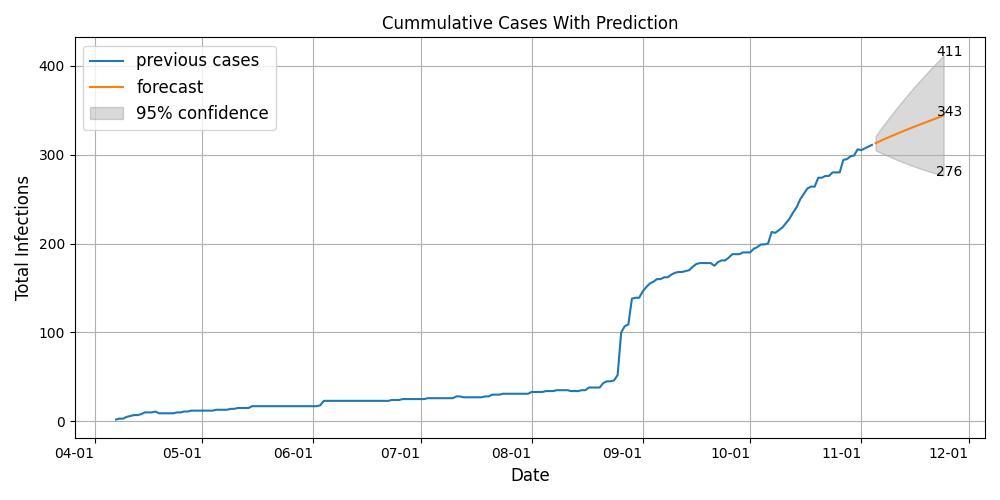 Cummulative Cases With Prediction
previous cases
forecast
95% confidence
411
343
276
Total Infections
400
300
200
100
0
04-01 05-01 06-01 07-01 08-01 09-01 10-01 11-01 12-01
Date